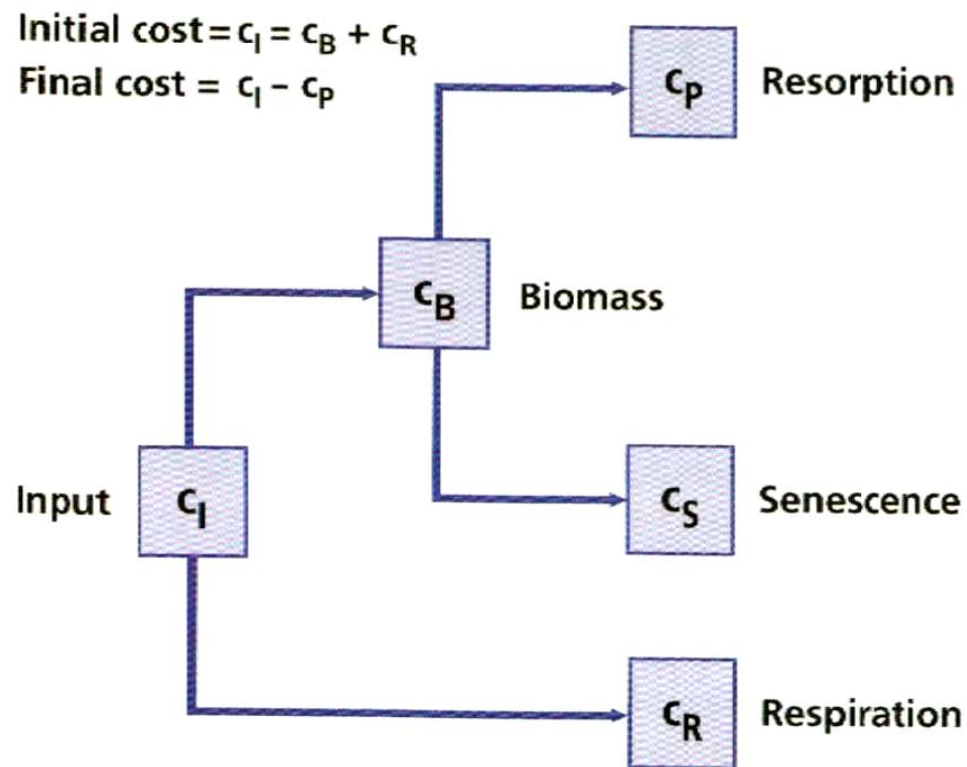 Initial cost = c_I = c_B + c_R
Final cost = c_I − c_P
c_P Resorption
c_B Biomass
Input c_I
c_S Senescence
c_R Respiration